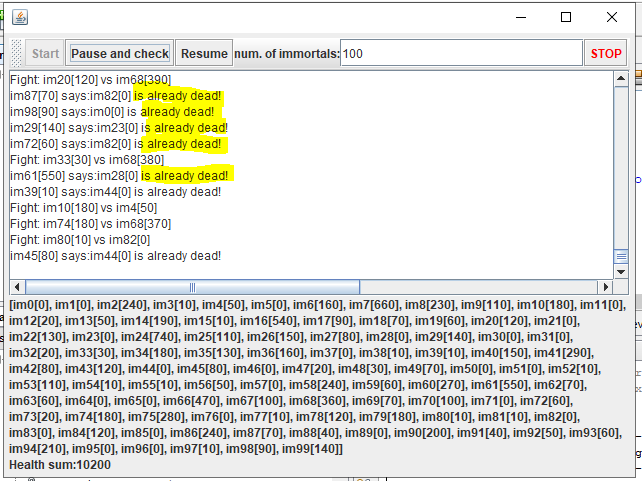 Start Pause and check Resume num. of immortals: 100 STOP
Fight: im20[120] vs im68[390]
im87[70] says:im82[0] is already dead!
im98[90] says:im0[0] is already dead!
im29[140] says:im23[0] is already dead!
im72[60] says:im82[0] is already dead!
Fight: im33[30] vs im68[380]
im61[550] says:im28[0] is already dead!
im39[10] says:im44[0] is already dead!
Fight: im10[180] vs im4[50]
Fight: im74[180] vs im68[370]
Fight: im80[10] vs im82[0]
im45[80] says:im44[0] is already dead!
[im0[0], im1[0], im2[240], im3[10], im4[50], im5[0], im6[160], im7[660], im8[230], im9[110], im10[180], im11[0],
im12[20], im13[50], im14[190], im15[10], im16[540], im17[90], im18[70], im19[60], im20[120], im21[0],
im22[130], im23[0], im24[740], im25[110], im26[150], im27[80], im28[0], im29[140], im30[0], im31[0],
im32[20], im33[30], im34[180], im35[130], im36[160], im37[0], im38[10], im39[10], im40[150], im41[290],
im42[80], im43[120], im44[0], im45[80], im46[0], im47[20], im48[30], im49[70], im50[0], im51[0], im52[10],
im53[110], im54[10], im55[10], im56[50], im57[0], im58[240], im59[60], im60[270], im61[550], im62[70],
im63[60], im64[0], im65[0], im66[470], im67[100], im68[360], im69[70], im70[100], im71[0], im72[60],
im73[20], im74[180], im75[280], im76[0], im77[10], im78[120], im79[180], im80[10], im81[10], im82[0],
im83[0], im84[120], im85[0], im86[240], im87[70], im88[40], im89[0], im90[200], im91[40], im92[50], im93[60],
im94[210], im95[0], im96[0], im97[10], im98[90], im99[140]]
Health sum:10200